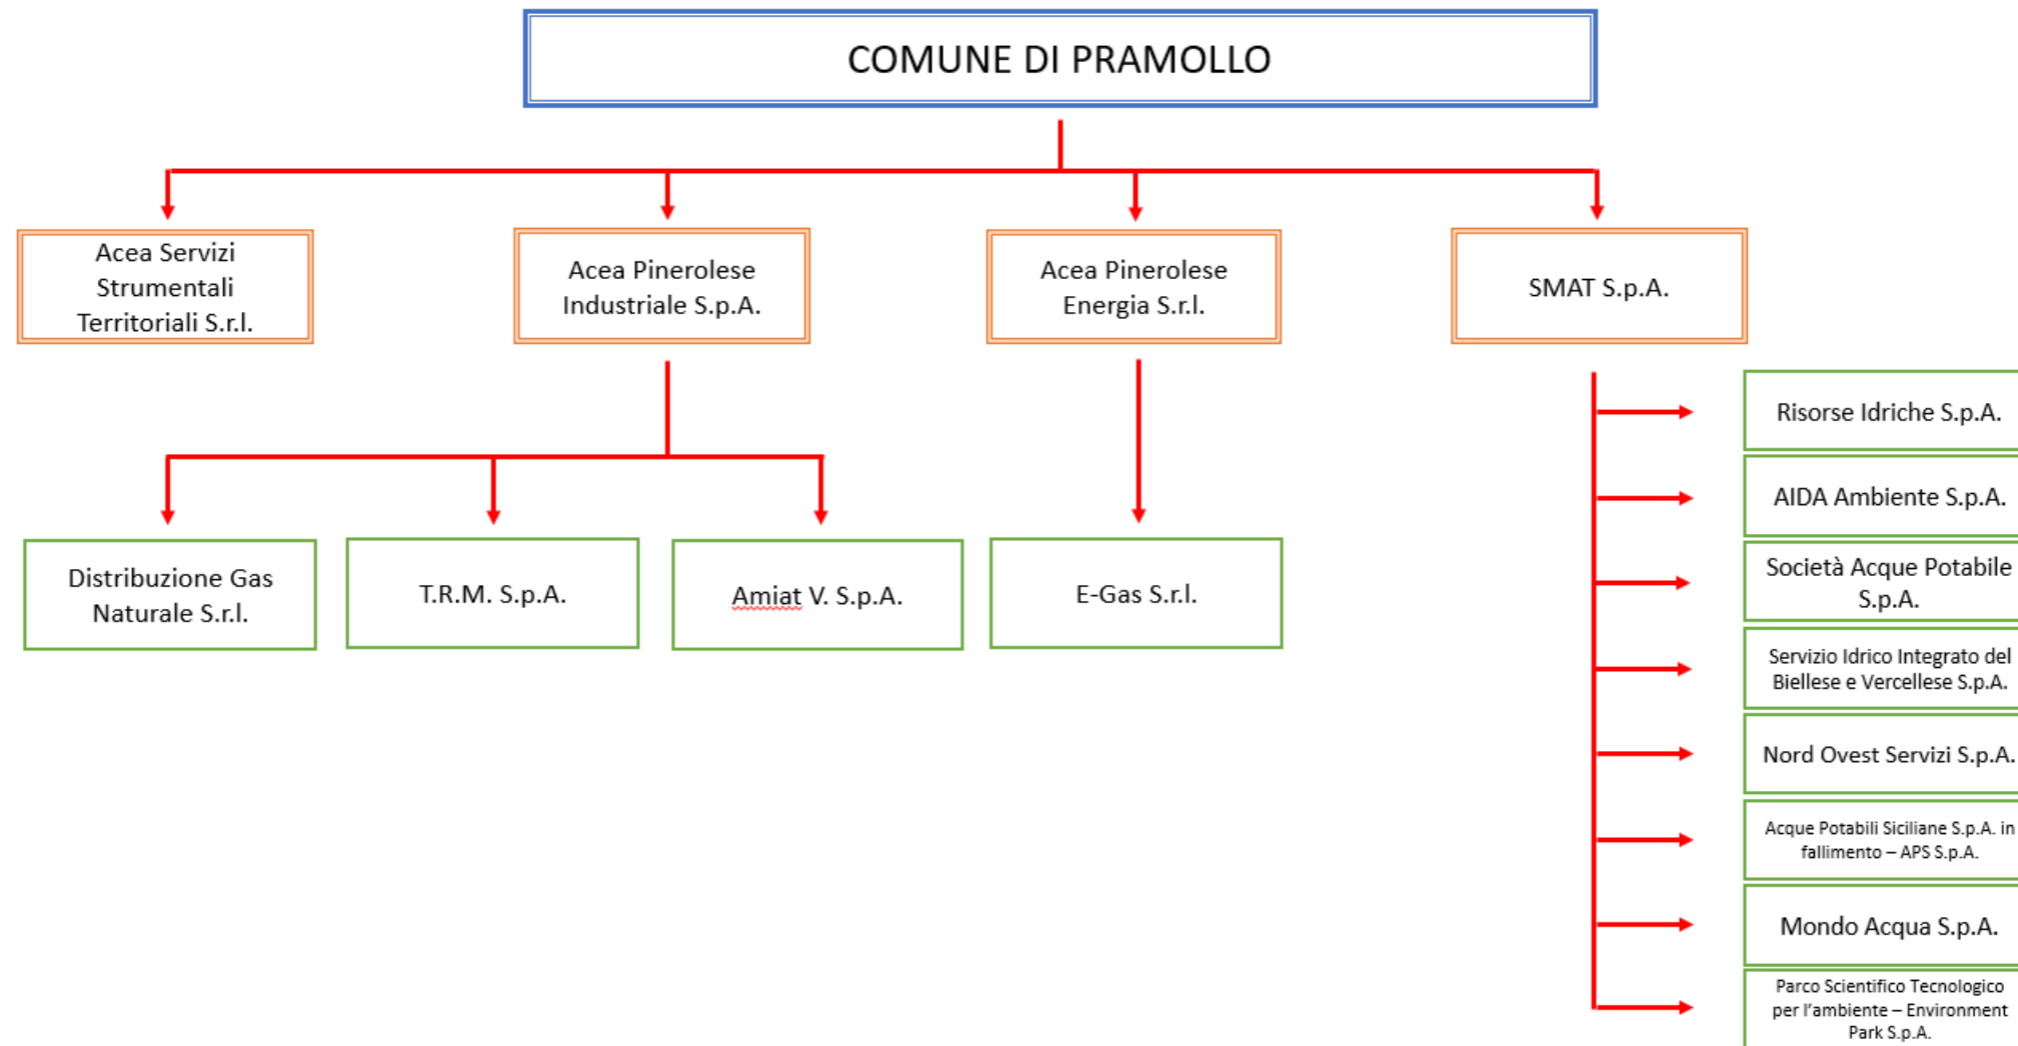 COMUNE DI PRAMOLLO
Acea Servizi
Strumentali
Territoriali S.r.l.
Acea Pinerolese
Industriale S.p.A.
Acea Pinerolese
Energia S.r.l.
SMAT S.p.A.
Risorse Idriche S.p.A.
AIDA Ambiente S.p.A.
Società Acque Potabile
S.p.A.
Servizio Idrico Integrato del
Biellese e Vercellese S.p.A.
Nord Ovest Servizi S.p.A.
Acque Potabili Siciliane S.p.A. in
fallimento – APS S.p.A.
Mondo Acqua S.p.A.
Parco Scientifico Tecnologico
per l'ambiente – Environment
Park S.p.A.
Distribuzione Gas
Naturale S.r.l.
T.R.M. S.p.A.
Amiat V. S.p.A.
E-Gas S.r.l.